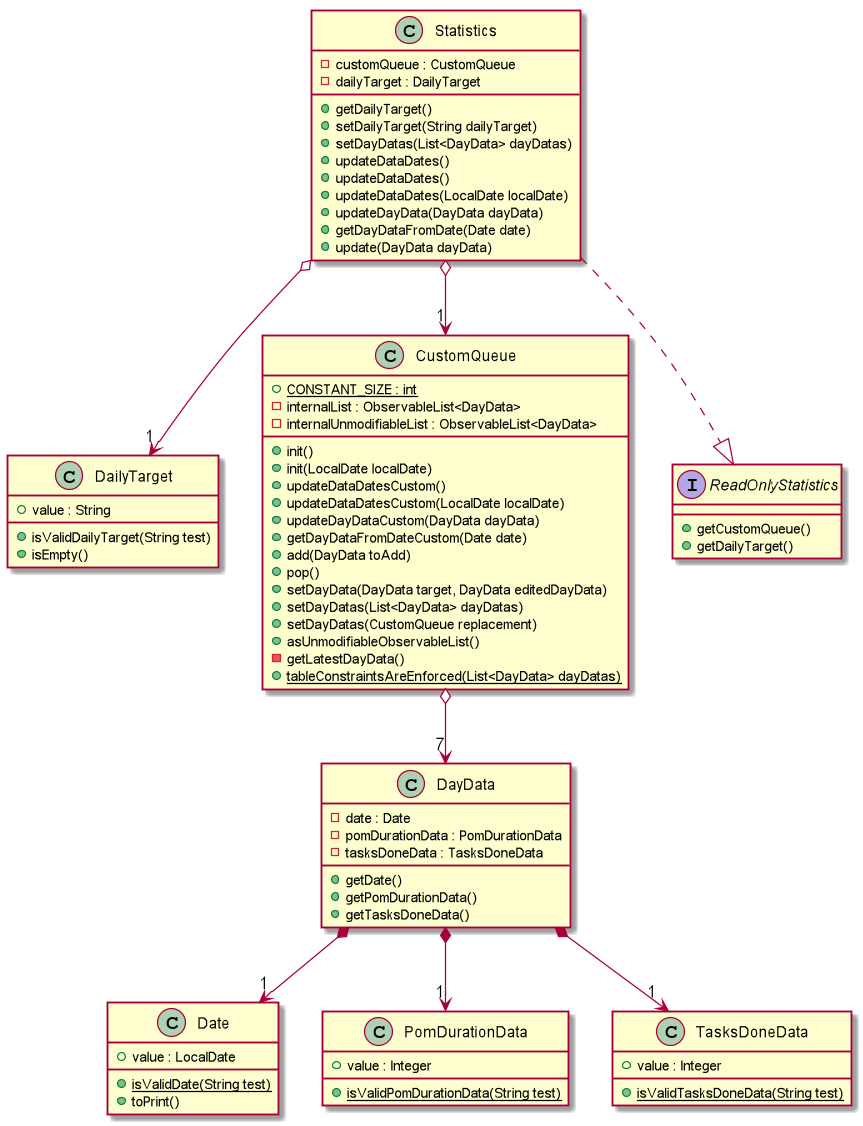 C Statistics
customQueue : CustomQueue
dailyTarget : DailyTarget
getDailyTarget()
setDailyTarget(String dailyTarget)
setDayDatas(List<DayData> dayDatas)
updateDataDates()
updateDataDates()
updateDataDates(LocalDate localDate)
updateDayData(DayData dayData)
getDayDataFromDate(Date date)
update(DayData dayData)
1
1
C CustomQueue
CONSTANT_SIZE : int
internalList : ObservableList<DayData>
internalUnmodifiableList : ObservableList<DayData>
init()
init(LocalDate localDate)
updateDataDatesCustom()
updateDataDatesCustom(LocalDate localDate)
updateDayDataCustom(DayData dayData)
getDayDataFromDateCustom(Date date)
add(DayData toAdd)
pop()
setDayData(DayData target, DayData editedDayData)
setDayDatas(List<DayData> dayDatas)
setDayDatas(CustomQueue replacement)
asUnmodifiableObservableList()
getLatestDayData()
tableConstraintsAreEnforced(List<DayData> dayDatas)
C DailyTarget
value : String
isValidDailyTarget(String test)
isEmpty()
I ReadOnlyStatistics
getCustomQueue()
getDailyTarget()
7
C DayData
date : Date
pomDurationData : PomDurationData
tasksDoneData : TasksDoneData
getDate()
getPomDurationData()
getTasksDoneData()
1
1
1
C Date
value : LocalDate
isValidDate(String test)
toPrint()
C PomDurationData
value : Integer
isValidPomDurationData(String test)
C TasksDoneData
value : Integer
isValidTasksDoneData(String test)